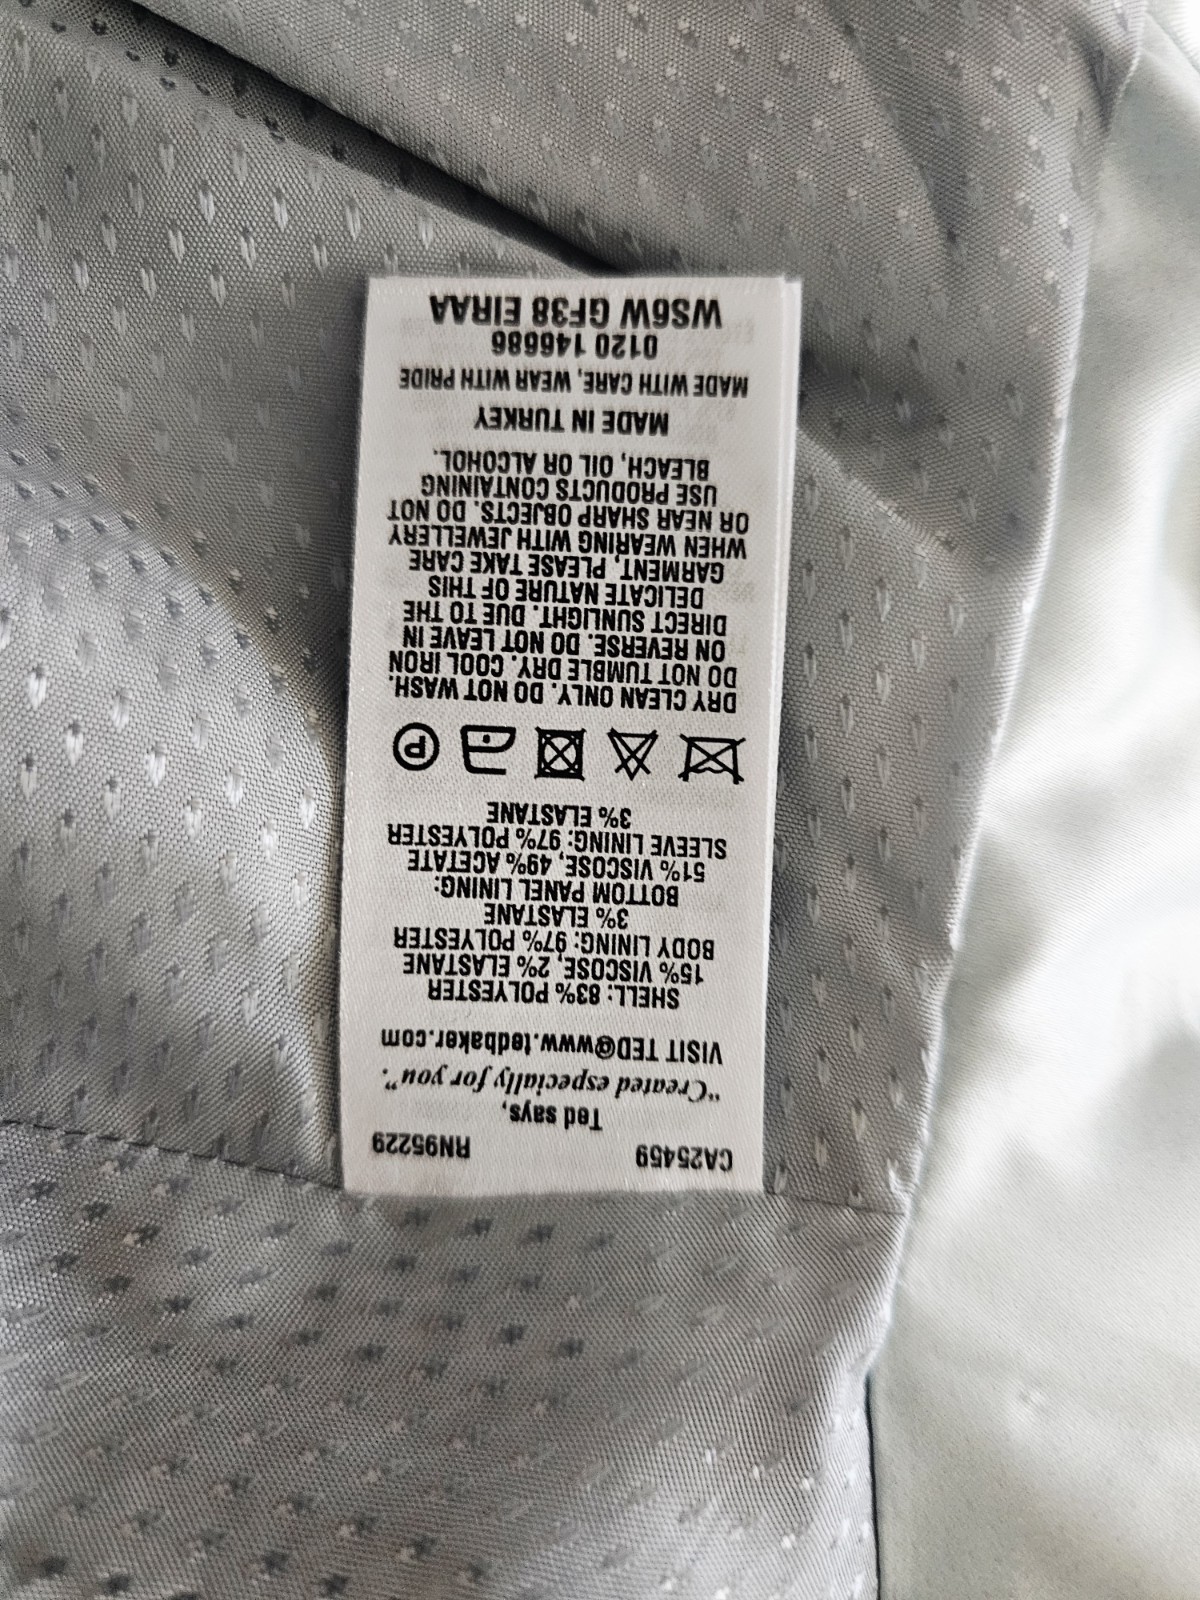 CA25459 RN95229
Ted says,
"Created especially for you".
VISIT TED@www.tedbaker.com
SHELL: 83% POLYESTER
15% VISCOSE, 2% ELASTANE
BODY LINING: 97% POLYESTER
3% ELASTANE
BOTTOM PANEL LINING:
51% VISCOSE, 49% ACETATE
SLEEVE LINING: 97% POLYESTER
3% ELASTANE
P
DRY CLEAN ONLY. DO NOT WASH.
DO NOT TUMBLE DRY. COOL IRON
ON REVERSE. DO NOT LEAVE IN
DIRECT SUNLIGHT. DUE TO THE
DELICATE NATURE OF THIS
GARMENT, PLEASE TAKE CARE
WHEN WEARING WITH JEWELLERY
OR NEAR SHARP OBJECTS. DO NOT
USE PRODUCTS CONTAINING
BLEACH, OIL OR ALCOHOL.
MADE IN TURKEY
MADE WITH CARE, WEAR WITH PRIDE
0120 146686
WS6W GF38 EIRAA